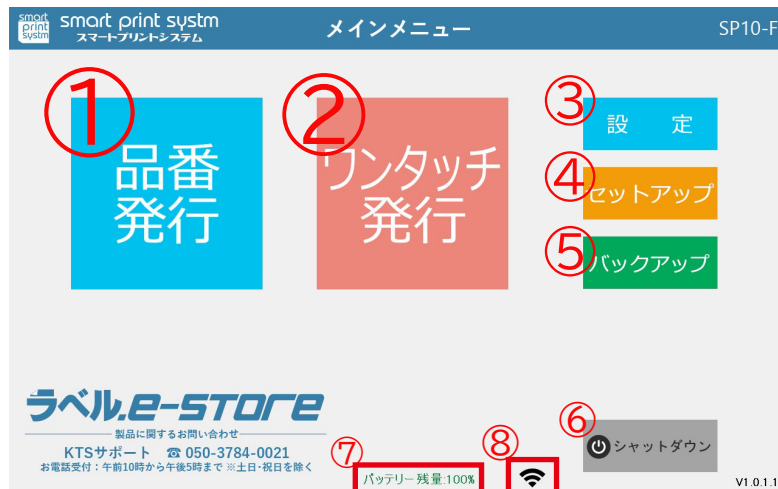 smart print systm
smart print systm
スマートプリントシステム
メインメニュー
SP10-F
①
品番
発行
②
ワンタッチ
発行
③
設 定
④
セットアップ
⑤
バックアップ
ラベル.e-STORE
製品に関するお問い合わせ
KTSサポート ☎ 050-3784-0021
お電話受付：午前10時から午後5時まで ※土日・祝日を除く
⑥
シャットダウン
⑦
バッテリー残量:100%
⑧
V1.0.1.1